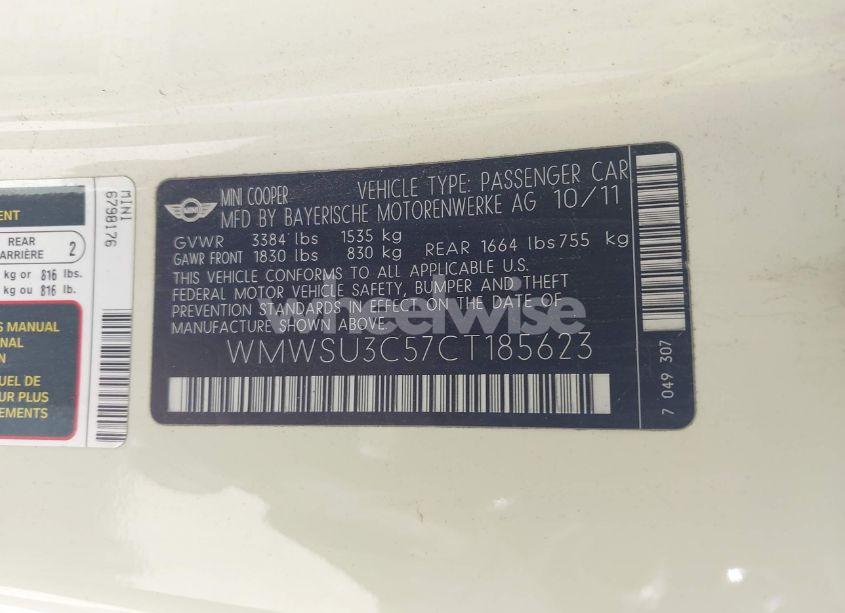 MINI
6798176
ENT
REAR
ARRIÈRE
2
kg or 816 lbs.
kg ou 816 lb.
S MANUAL
NAL
ON
UEL DE
UR PLUS
EMENTS
MINI
MINI COOPER VEHICLE TYPE: PASSENGER CAR
MFD BY BAYERISCHE MOTORENWERKE AG 10/11
GVWR 3384 lbs 1535 kg
GAWR FRONT 1830 lbs 830 kg REAR 1664 lbs 755 kg
THIS VEHICLE CONFORMS TO ALL APPLICABLE U.S.
FEDERAL MOTOR VEHICLE SAFETY, BUMPER AND THEFT
PREVENTION STANDARDS IN EFFECT ON THE DATE OF
MANUFACTURE SHOWN ABOVE.
wheelwise
WMWSU3C57CT185623
7 049 307